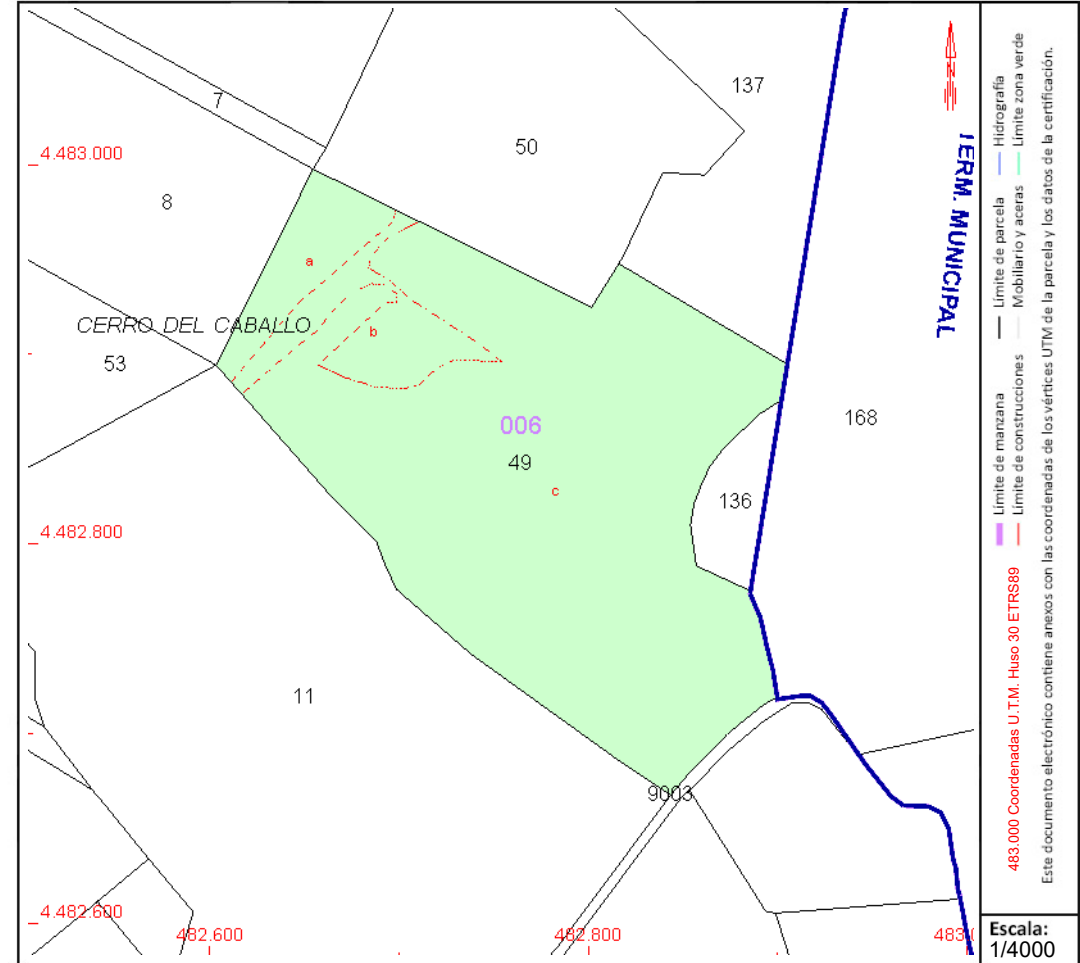 137
7
50
4.483.000
8
a
CERRO DEL CABALLO
b
53
006
49
168
c
136
4.482.800
11
9003
4.482.600
482.600
482.800
483.0
N
TERM. MUNICIPAL
Límite de manzana
Límite de parcela
Hidrografía
483.000 Coordenadas U.T.M. Huso 30 ETRS89
Límite de construcciones
Mobiliario y aceras
Límite zona verde
Este documento electrónico contiene anexos con las coordenadas de los vértices UTM de la parcela y los datos de la certificación.
Escala:
1/4000